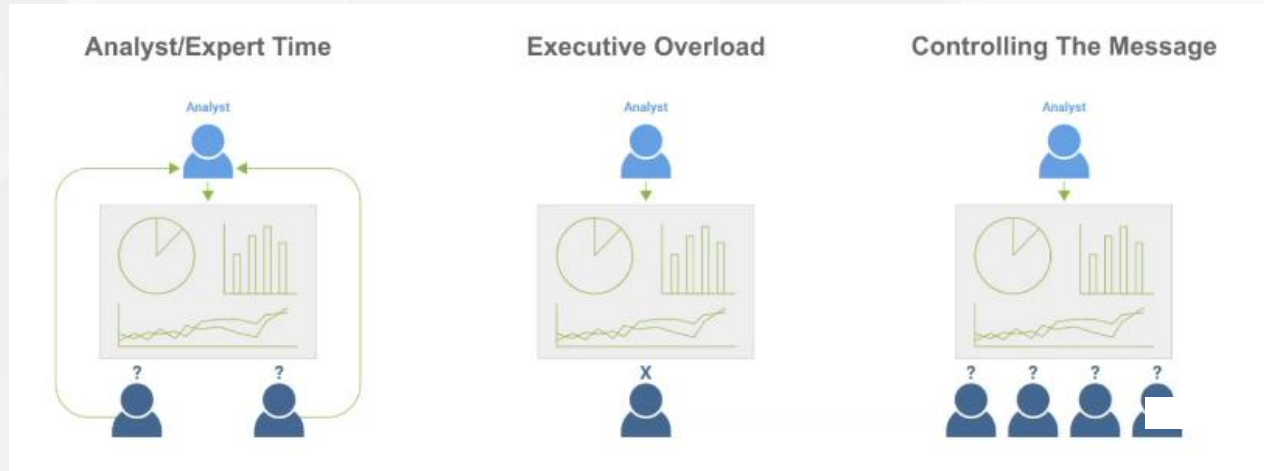 Analyst/Expert Time
Executive Overload
Controlling The Message
Analyst
Analyst
Analyst
? ?
X
? ? ? ?